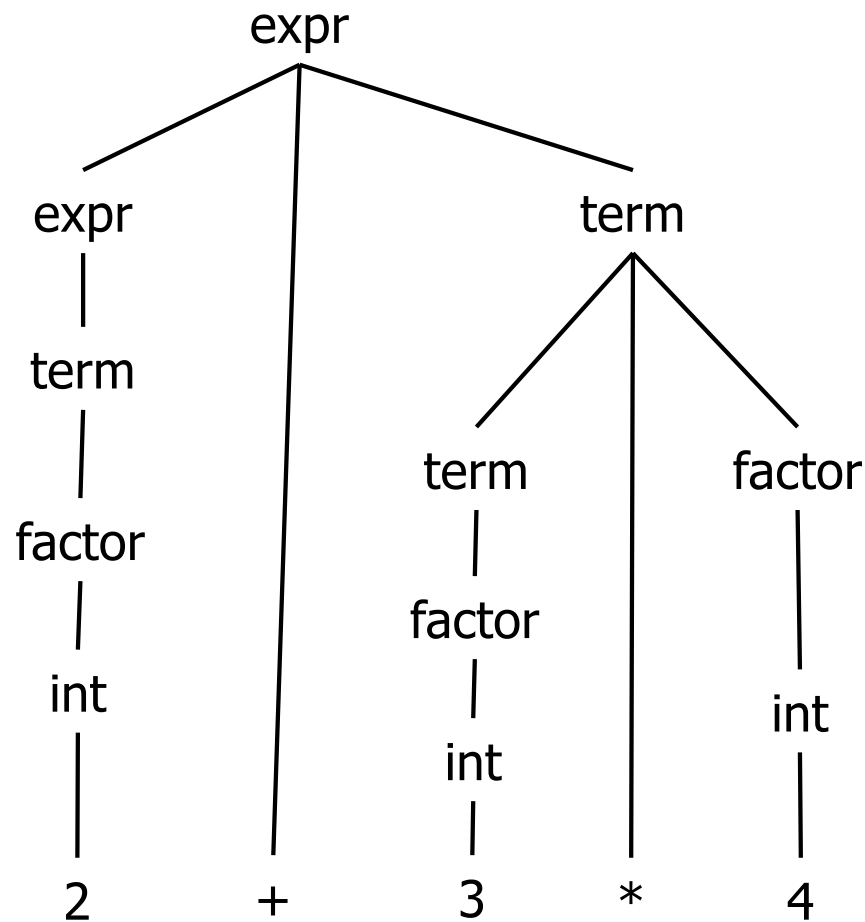 expr
expr term
term
term factor
factor
factor
int
int
int
2 + 3 * 4